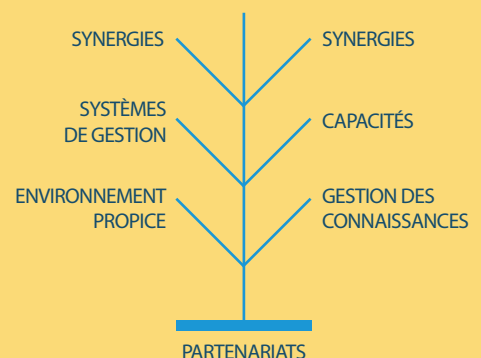 SYNERGIES
SYNERGIES
SYSTÈMES
DE GESTION
CAPACITÉS
ENVIRONNEMENT
PROPICE
GESTION DES
CONNAISSANCES
PARTENARIATS